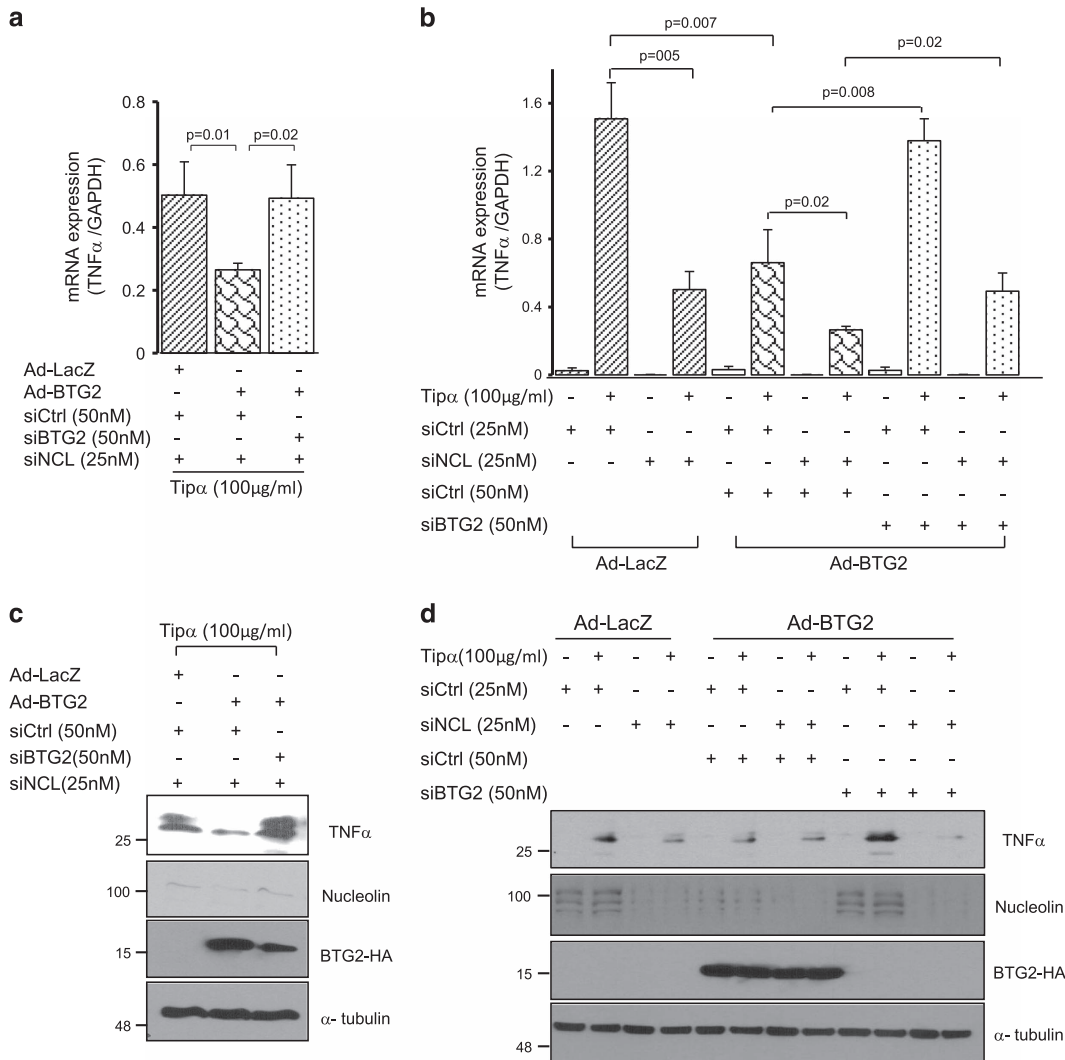 a
mRNA expression
(TNFα /GAPDH)
0.8
0.6
0.4
0.2
0
p=0.01 p=0.02
Ad-LacZ + - -
Ad-BTG2 - + +
siCtrl (50nM) + + -
siBTG2 (50nM) - - +
siNCL (25nM) + + +
Tipα (100μg/ml)
b
mRNA expression
(TNFα /GAPDH)
1.6
1.2
0.8
0.4
0
p=0.007
p=005
p=0.02
p=0.008
p=0.02
Tipα (100μg/ml) - + - + - + - + - + - +
siCtrl (25nM) + + - - + + - - + + - -
siNCL (25nM) - - + + - - + + - - + +
siCtrl (50nM) + + + + - - - -
siBTG2 (50nM) - - - - + + + +
Ad-LacZ Ad-BTG2
c
Tipα (100μg/ml)
Ad-LacZ + - -
Ad-BTG2 - + +
siCtrl (50nM) + + -
siBTG2(50nM) - - +
siNCL(25nM) + + +
25 TNFα
100 Nucleolin
15 BTG2-HA
48 α- tubulin
d
Ad-LacZ Ad-BTG2
Tipα(100μg/ml) - + - + - + - + - + - +
siCtrl (25nM) + + - - + + - - + + - -
siNCL (25nM) - - + + - - + + - - + +
siCtrl (50nM) + + + + - - - -
siBTG2 (50nM) - - - - + + + +
25 TNFα
100 Nucleolin
15 BTG2-HA
48 α- tubulin